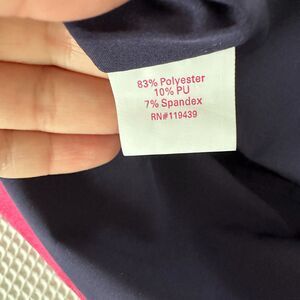 83% Polyester
10% PU
7% Spandex
RN#119439